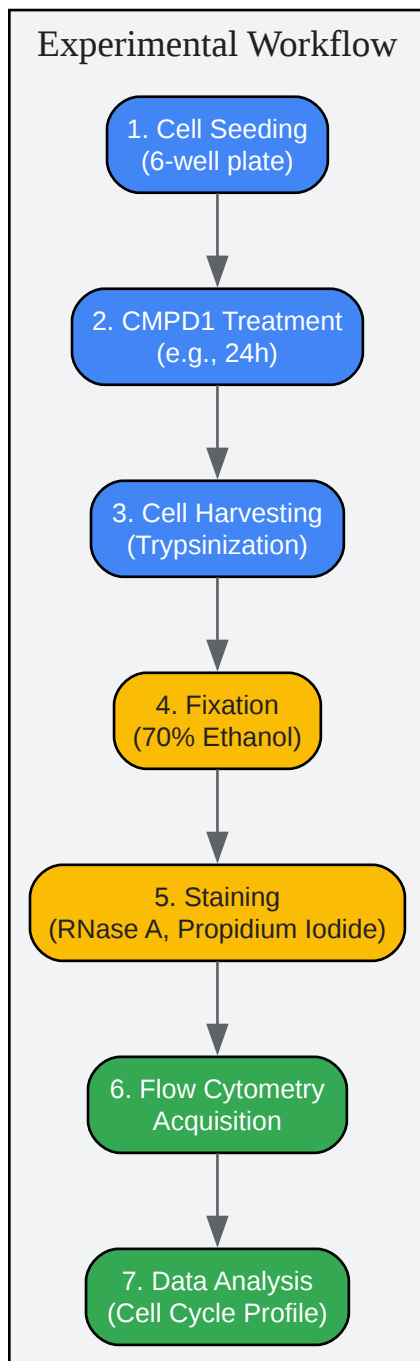 Experimental Workflow
1. Cell Seeding
(6-well plate)
2. CMPD1 Treatment
(e.g., 24h)
3. Cell Harvesting
(Trypsinization)
4. Fixation
(70% Ethanol)
5. Staining
(RNase A, Propidium Iodide)
6. Flow Cytometry
Acquisition
7. Data Analysis
(Cell Cycle Profile)